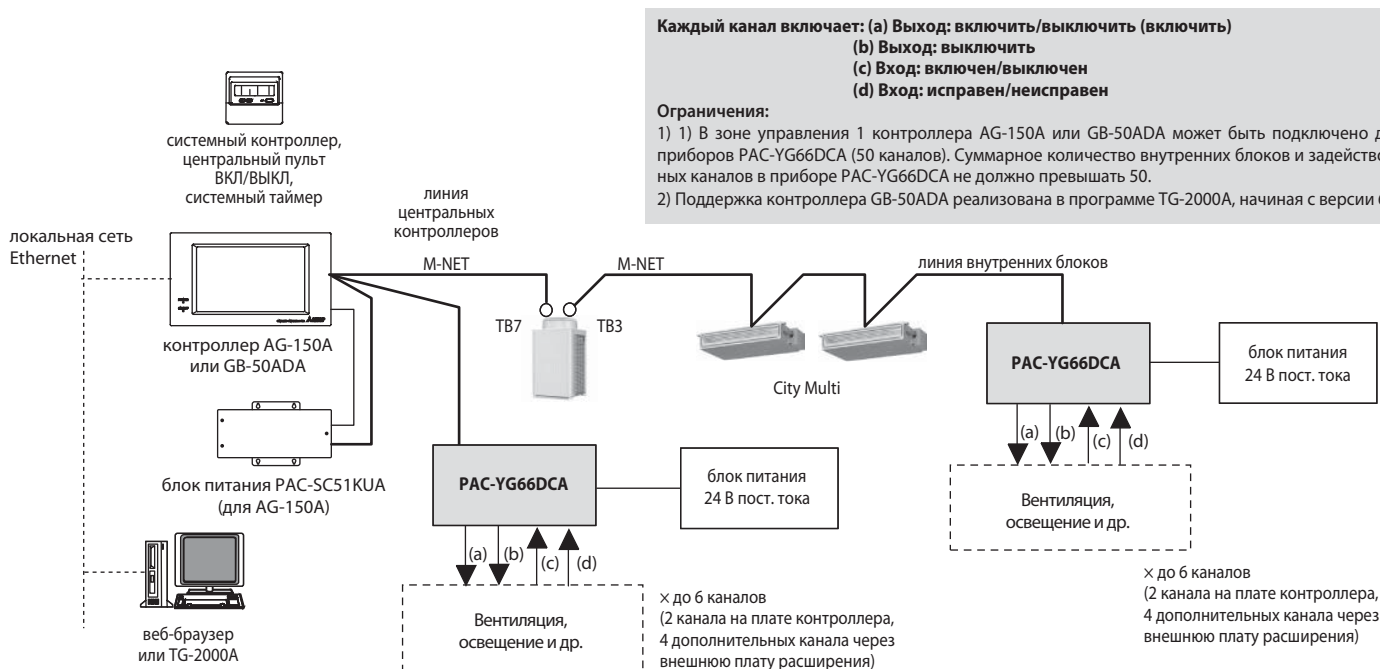 Каждый канал включает: (a) Выход: включить/выключить (включить)
(b) Выход: выключить
(c) Вход: включен/выключен
(d) Вход: исправен/неисправен
Ограничения:
1) 1) В зоне управления 1 контроллера AG-150A или GB-50ADA может быть подключено
приборов PAC-YG66DCA (50 каналов). Суммарное количество внутренних блоков и задейство
ных каналов в приборе PAC-YG66DCA не должно превышать 50.
2) Поддержка контроллера GB-50ADA реализована в программе TG-2000A, начиная с версии
системный контроллер,
центральный пульт
ВКЛ/ВЫКЛ,
системный таймер
локальная сеть
Ethernet
линия
центральных
контроллеров
M-NET
M-NET
линия внутренних блоков
TB7
TB3
контроллер AG-150A
или GB-50ADA
City Multi
PAC-YG66DCA
блок питания
24 В пост. тока
(a)
(b)
(c)
(d)
Вентиляция,
освещение и др.
× до 6 каналов
(2 канала на плате контроллера,
4 дополнительных канала через
внешнюю плату расширения)
блок питания PAC-SC51KUA
(для AG-150A)
PAC-YG66DCA
блок питания
24 В пост. тока
(a)
(b)
(c)
(d)
Вентиляция,
освещение и др.
× до 6 каналов
(2 канала на плате контроллера,
4 дополнительных канала через
внешнюю плату расширения)
веб-браузер
или TG-2000A